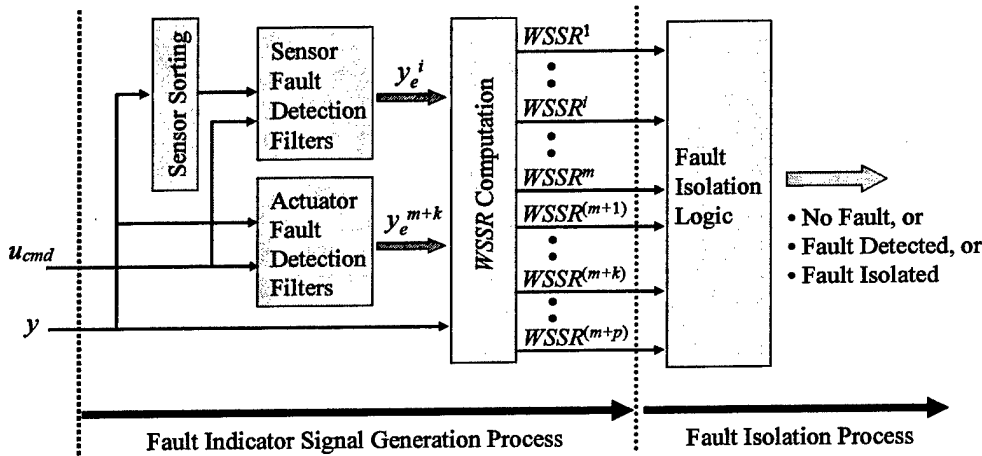 Sensor Sorting
Sensor
Fault
Detection
Filters
y_e^i
Actuator
Fault
Detection
Filters
y_e^{m+k}
u_{cmd}
y
WSSR Computation
WSSR^1
WSSR^i
WSSR^m
WSSR^{(m+1)}
WSSR^{(m+k)}
WSSR^{(m+p)}
Fault
Isolation
Logic
• No Fault, or
• Fault Detected, or
• Fault Isolated
Fault Indicator Signal Generation Process
Fault Isolation Process